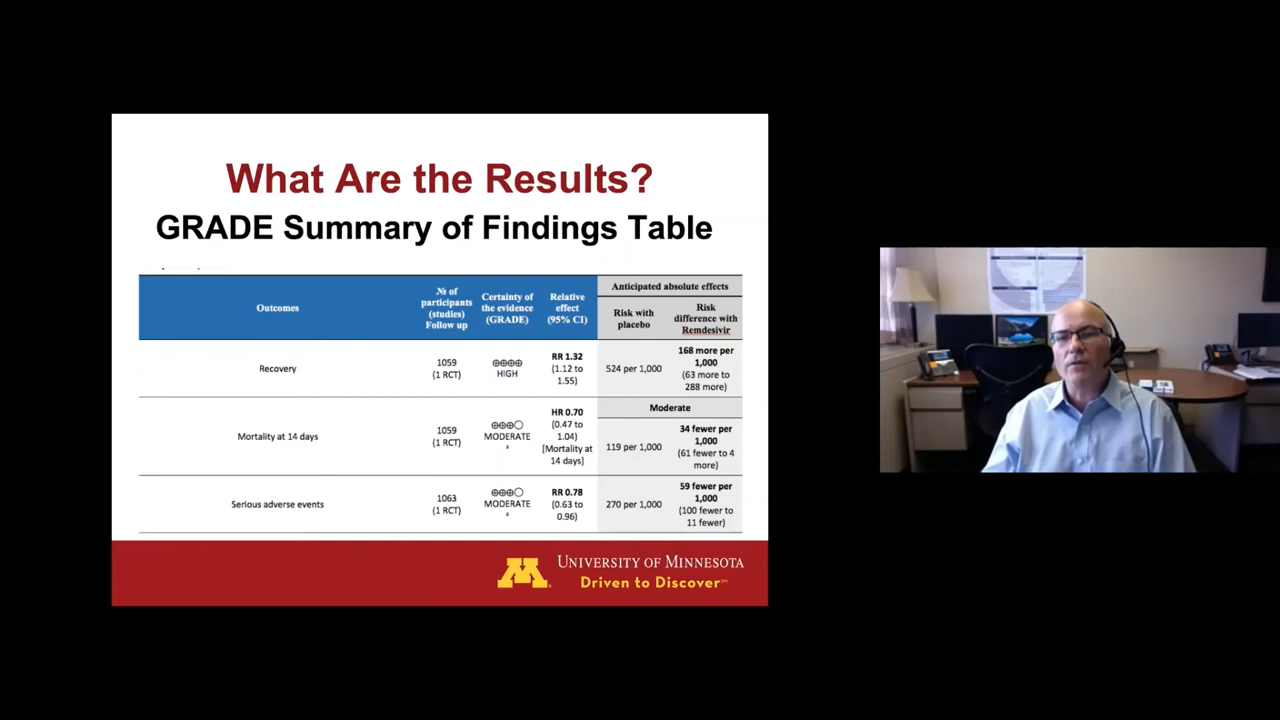 What Are the Results?
GRADE Summary of Findings Table
Outcomes
№ of
participants
(studies)
Follow up
Certainty of
the evidence
(GRADE)
Relative
effect
(95% CI)
Anticipated absolute effects
Risk with
placebo
Risk
difference with
Remdesivir
Recovery
1059
(1 RCT)
⊕⊕⊕⊕
HIGH
RR 1.32
(1.12 to
1.55)
524 per 1,000
168 more per
1,000
(63 more to
288 more)
Mortality at 14 days
1059
(1 RCT)
⊕⊕⊕◯
MODERATE
a
HR 0.70
(0.47 to
1.04)
[Mortality at
14 days]
Moderate
119 per 1,000
34 fewer per
1,000
(61 fewer to 4
more)
Serious adverse events
1063
(1 RCT)
⊕⊕⊕◯
MODERATE
a
RR 0.78
(0.63 to
0.96)
270 per 1,000
59 fewer per
1,000
(100 fewer to
11 fewer)
M
UNIVERSITY OF MINNESOTA
Driven to Discover℠